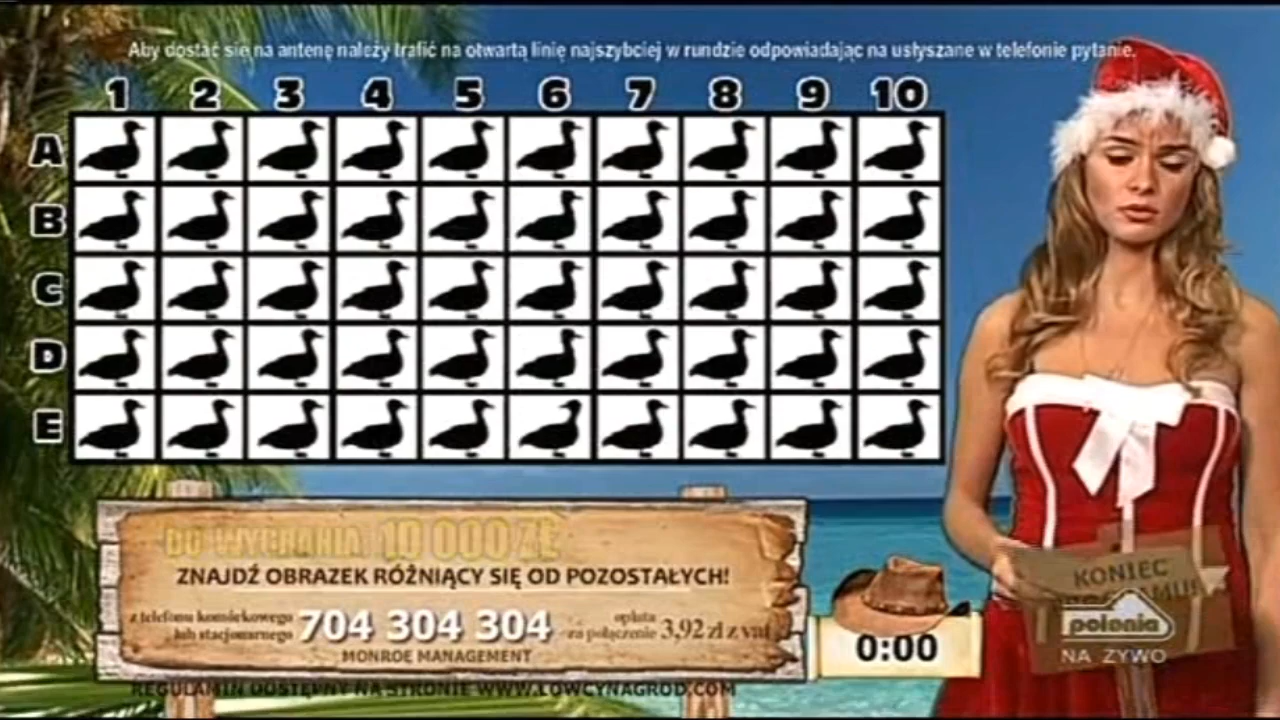 Aby dostać się na antenę należy trafić na otwartą linię najszybciej w rundzie odpowiadając na usłyszane w telefonie pytanie.
1 2 3 4 5 6 7 8 9 10
A
B
C
D
E
DO WYGRANIA 10 000 ZŁ
ZNAJDŹ OBRAZEK RÓŻNIĄCY SIĘ OD POZOSTAŁYCH!
z telefonu komórkowego
lub stacjonarnego
704 304 304
opłata
za połączenie 3,92 zł z vat
MONROE MANAGEMENT
REGULAMIN DOSTĘPNY NA STRONIE WWW.LOWCYNAGROD.COM
0:00
KONIEC
polonia
NA ŻYWO